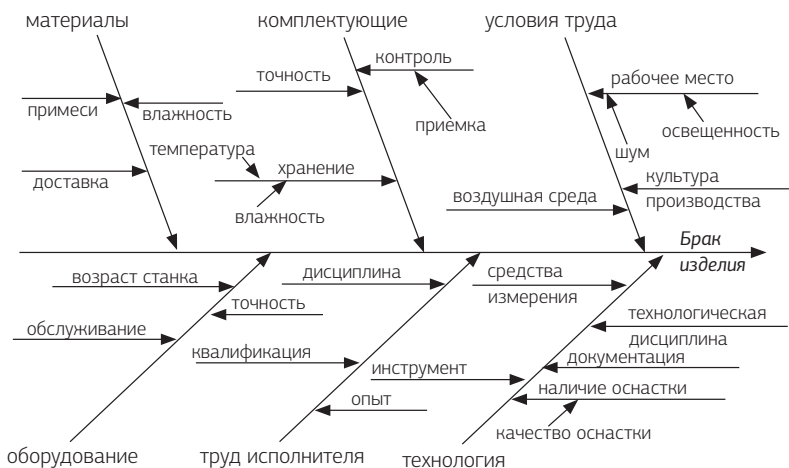 материалы
комплектующие
условия труда
контроль
точность
рабочее место
примеси
влажность
приемка
освещенность
температура
шум
хранение
доставка
культура
производства
влажность
воздушная среда
Брак
изделия
возраст станка
дисциплина
средства
измерения
точность
технологическая
дисциплина
обслуживание
квалификация
документация
инструмент
наличие оснастки
опыт
качество оснастки
оборудование
труд исполнителя
технология